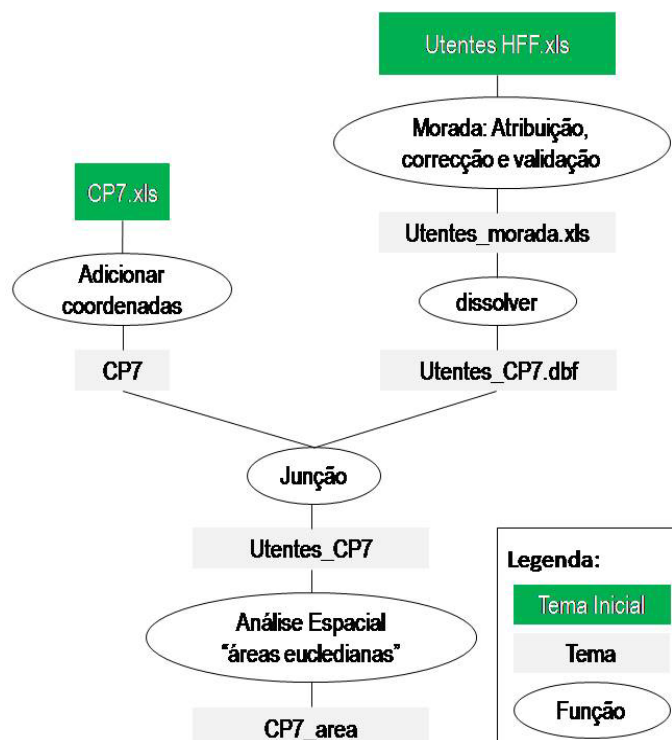 Utentes HFF.xls
Morada: Atribuição,
correcção e validação
CP7.xls
Utentes_morada.xls
Adicionar
coordenadas
dissolver
CP7
Utentes_CP7.dbf
Junção
Utentes_CP7
Análise Espacial
“áreas eucledianas”
CP7_area
Legenda:
Tema Inicial
Tema
Função